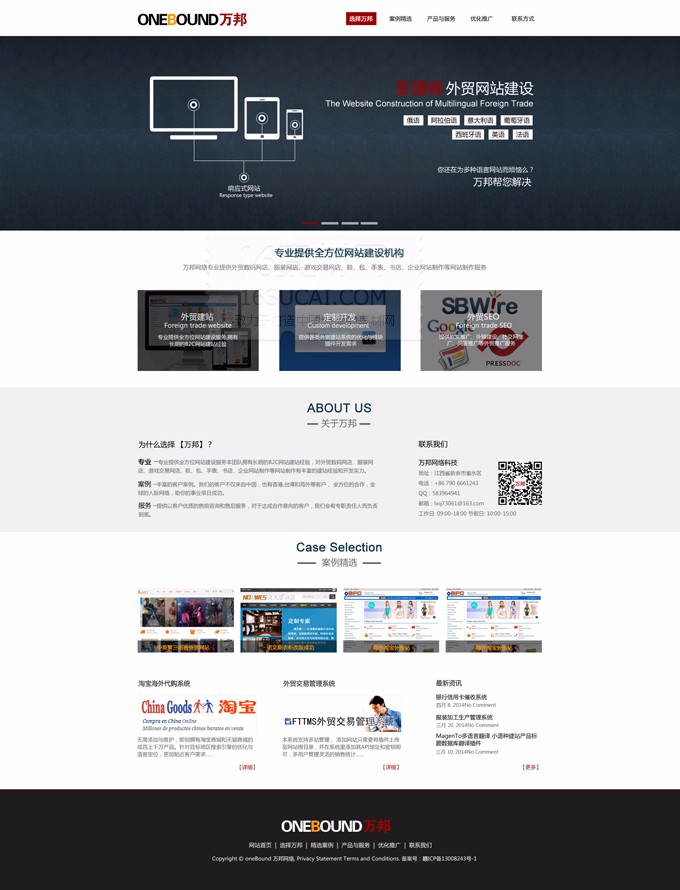 ONEBOUND万邦
选择万邦 案例精选 产品与服务 优化推广 联系方式
多语种 外贸网站建设
The Website Construction of Multilingual Foreign Trade
俄语 阿拉伯语 意大利语 葡萄牙语
西班牙语 英语 法语
你还在为多种语言网站而烦恼么？
万邦帮您解决
响应式网站
Response type website
专业提供全方位网站建设机构
万邦网络专业提供外贸数码网店、服装网店、游戏交易网店、鞋、包、手表、书店、企业网站制作等网站制作服务
16SUCAI.COM
外贸建站
Foreign trade website
专业提供全方位网站建设服务,拥有
长期的B2C网站建站经验
定制开发
Custom development
提供各类外贸建站系统的优化与模块
插件开发需求
SBWire
Google
PRESSDOC
外贸SEO
Foreign trade SEO
ABOUT US
关于万邦
为什么选择 【万邦】？
专业 —专业提供全方位网站建设服务本团队拥有长期的B2C网站建站经验，对外贸数码网店、服装网
店、游戏交易网店、鞋、包、手表、书店、企业网站制作等网站制作有丰富的建站经验和开发实力。
案例 —丰富的客户案例。我们的客户不仅来自中国，也有香港,台湾和海外等客户， 全方位的合作，全
球的人际网络，助你的事业早日成功。
服务 —提供以客户优质的售前咨询和售后服务，对于达成合作意向的客户，我们会有专职责任人而负责
到底。
联系我们
万邦网络科技
地址：江西省新余市渝水区
电话：+86 790 6661243
QQ：583964941
邮箱：lxq73061@163.com
工作日: 09:00-18:00 节假日: 10:00-15:00
万邦
Case Selection
案例精选
定制专家
淘宝海外代购系统
China Goods 淘宝
Compra en China Online
Millones de productos chinos baratos en venta
无需添加与维护，即刻拥有淘宝商城和天猫商城的
成百上千万产品。针对目标地区搜索引擎的优化与
语言定位，更加贴近客户需求......
【详细】
外贸交易管理系统
FTTMS外贸交易管理系统
本系统支持多站管理， 添加网站只需要将插件上传
至网站根目录，并在系统里添加其API地址和密钥即
可，多用户管理灵活的销售统计......
【详细】
最新资讯
银行信用卡催收系统
四月 8, 2014No Comment
服装加工生产管理系统
三月 20, 2014No Comment
MagenTo多语言翻译 小语种建站产品标
题数据库翻译插件
三月 10, 2014No Comment
【更多】
ONEBOUND万邦
网站首页 | 选择万邦 | 精选案例 | 产品与服务 | 优化推广 | 联系我们
Copyright © oneBound 万邦网络, Privacy Statement Terms and Conditions. 备案号：赣ICP备13008243号-1